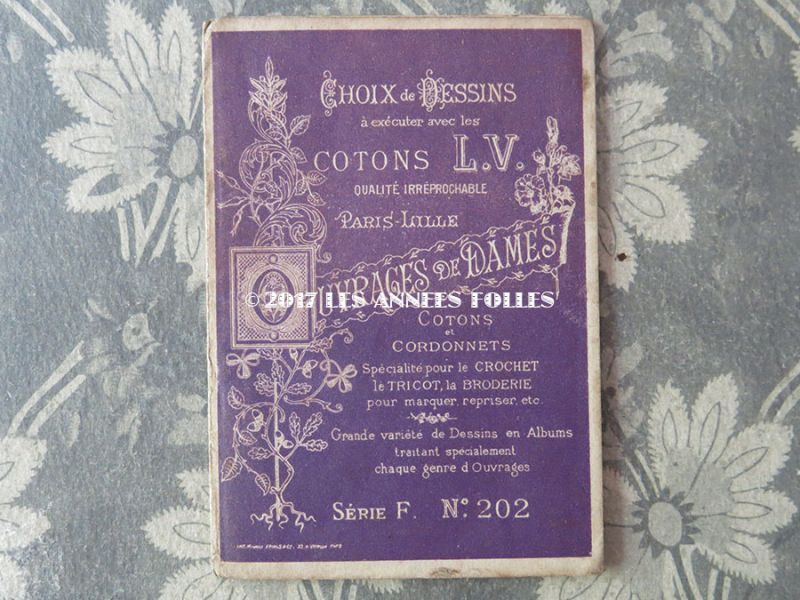 CHOIX de DESSINS
à exécuter avec les
COTONS L.V.
QUALITÉ IRRÉPROCHABLE
PARIS-LILLE
OUVRAGES DE DAMES
© 2017 LES ANNEES FOLLES
COTONS
et
CORDONNETS
Spécialité pour le CROCHET
le TRICOT, la BRODERIE
pour marquer, repriser, etc.
Grande variété de Dessins en Albums
traitant spécialement
chaque genre d'Ouvrages
SÉRIE F. No. 202